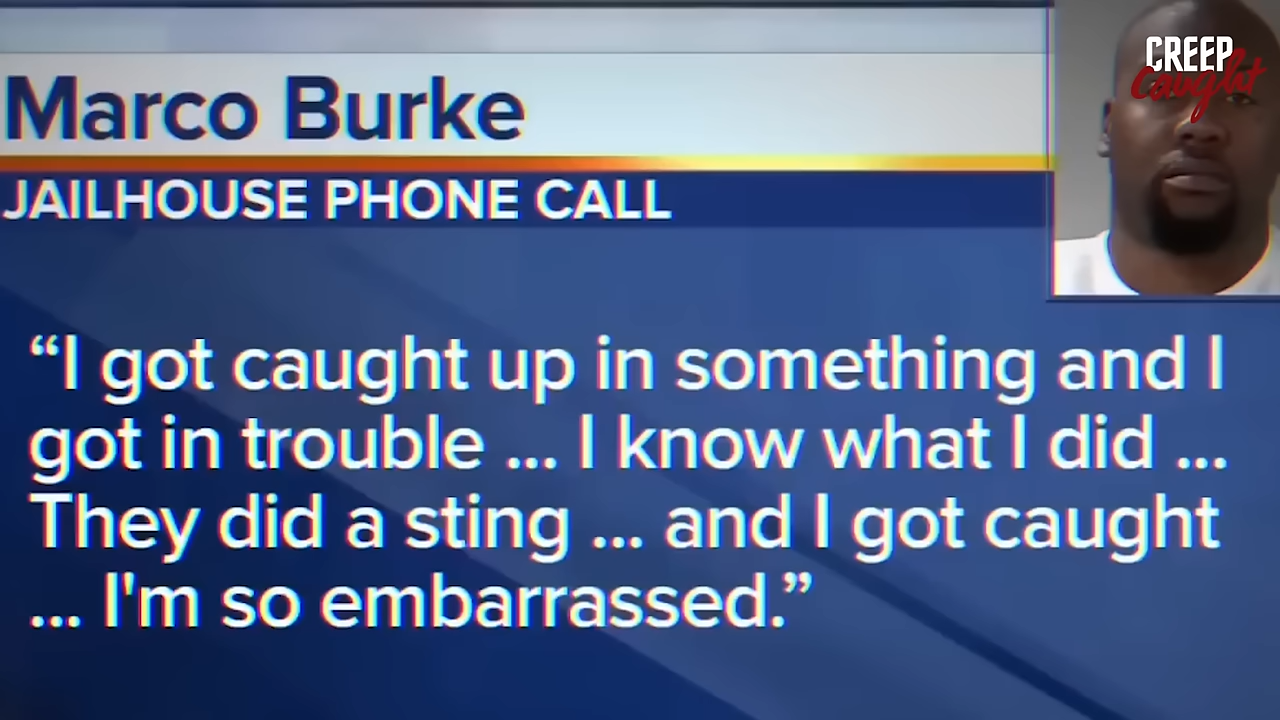 CREEP
Caught
Marco Burke
JAILHOUSE PHONE CALL
“I got caught up in something and I
got in trouble ... I know what I did ...
They did a sting ... and I got caught
... I'm so embarrassed.”